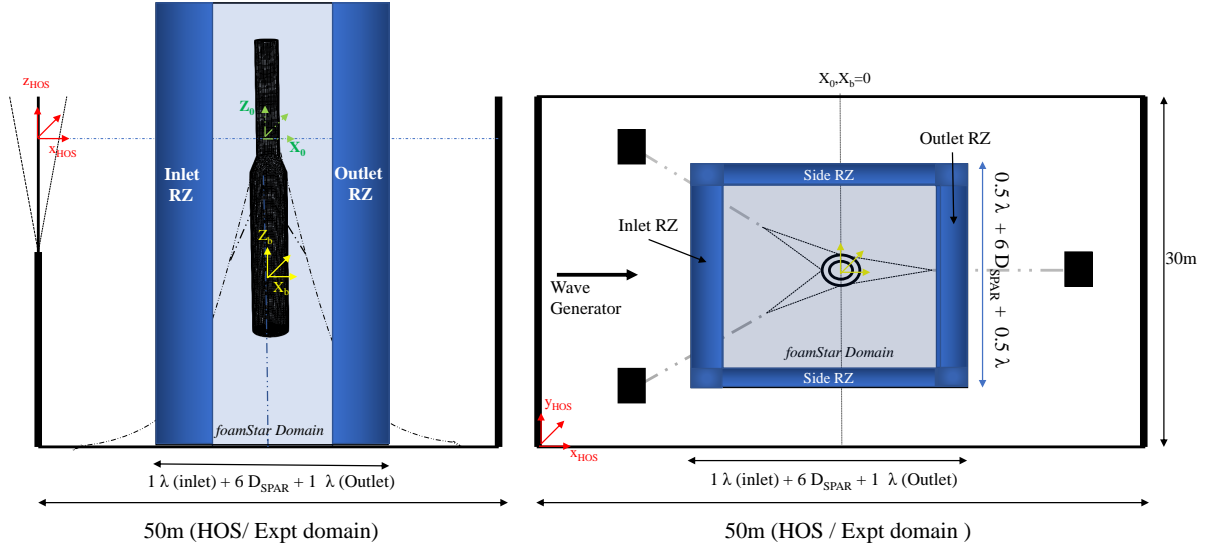 z_HOS
x_HOS
Z_0
X_0
Inlet
RZ
Outlet
RZ
Z_b
X_b
foamStar Domain
1 λ (inlet) + 6 D_SPAR + 1 λ (Outlet)
50m (HOS/ Expt domain)
X_0,X_b=0
Outlet RZ
Side RZ
Inlet RZ
Wave
Generator
foamStar Domain
Side RZ
0.5 λ + 6 D_SPAR + 0.5 λ
30m
y_HOS
x_HOS
1 λ (inlet) + 6 D_SPAR + 1 λ (Outlet)
50m (HOS / Expt domain )